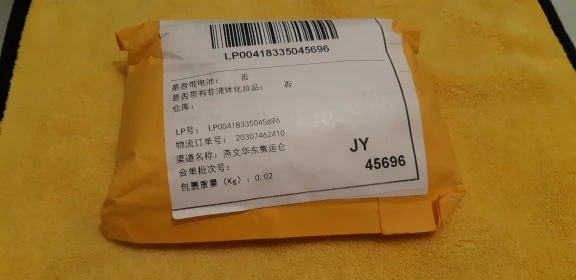 LP00418335045696
是否带电池： 否
是否带有非液体化妆品： 否
仓库：
LP号： LP00418335045696
物流订单号： 20307462410
渠道名称：燕文华东集运仓
合单批次号：
包裹重量（Kg）：0.02
JY
45696